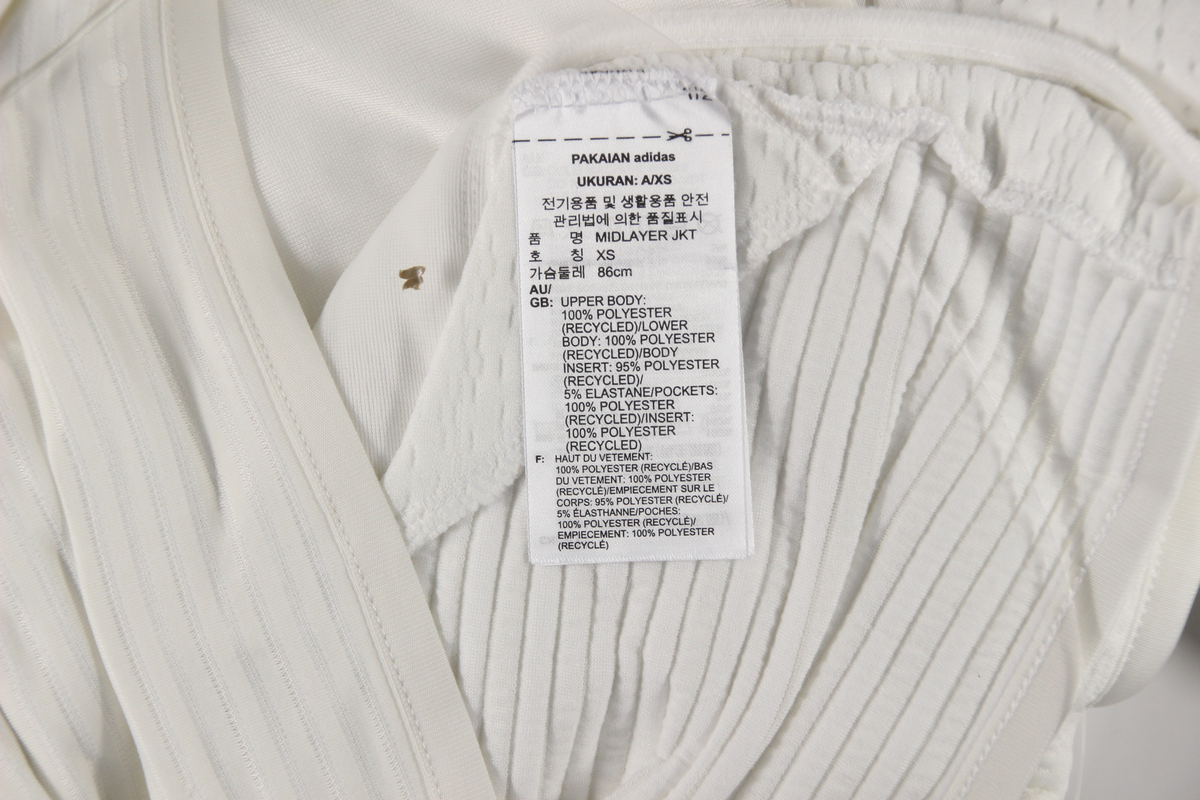 1/2
PAKAIAN adidas
UKURAN: A/XS
전기용품 및 생활용품 안전
관리법에 의한 품질표시
품 명 MIDLAYER JKT
호 칭 XS
가슴둘레 86cm
AU/
GB: UPPER BODY:
100% POLYESTER
(RECYCLED)/LOWER
BODY: 100% POLYESTER
(RECYCLED)/BODY
INSERT: 95% POLYESTER
(RECYCLED)/
5% ELASTANE/POCKETS:
100% POLYESTER
(RECYCLED)/INSERT:
100% POLYESTER
(RECYCLED)
F: HAUT DU VETEMENT:
100% POLYESTER (RECYCLÉ)/BAS
DU VETEMENT: 100% POLYESTER
(RECYCLÉ)/EMPIECEMENT SUR LE
CORPS: 95% POLYESTER (RECYCLÉ)/
5% ÉLASTHANNE/POCHES:
100% POLYESTER (RECYCLÉ)/
EMPIECEMENT: 100% POLYESTER
(RECYCLÉ)